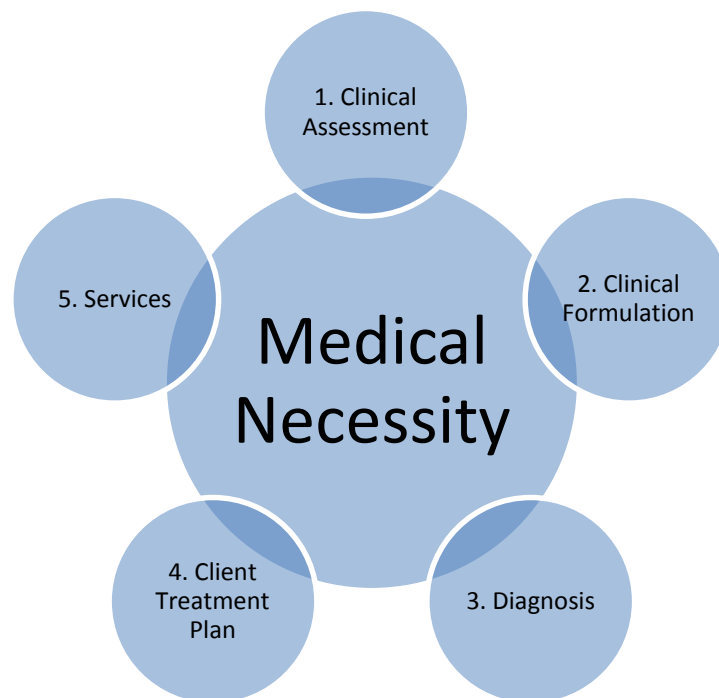 1. Clinical
Assessment
2. Clinical
Formulation
3. Diagnosis
4. Client
Treatment
Plan
5. Services
Medical
Necessity